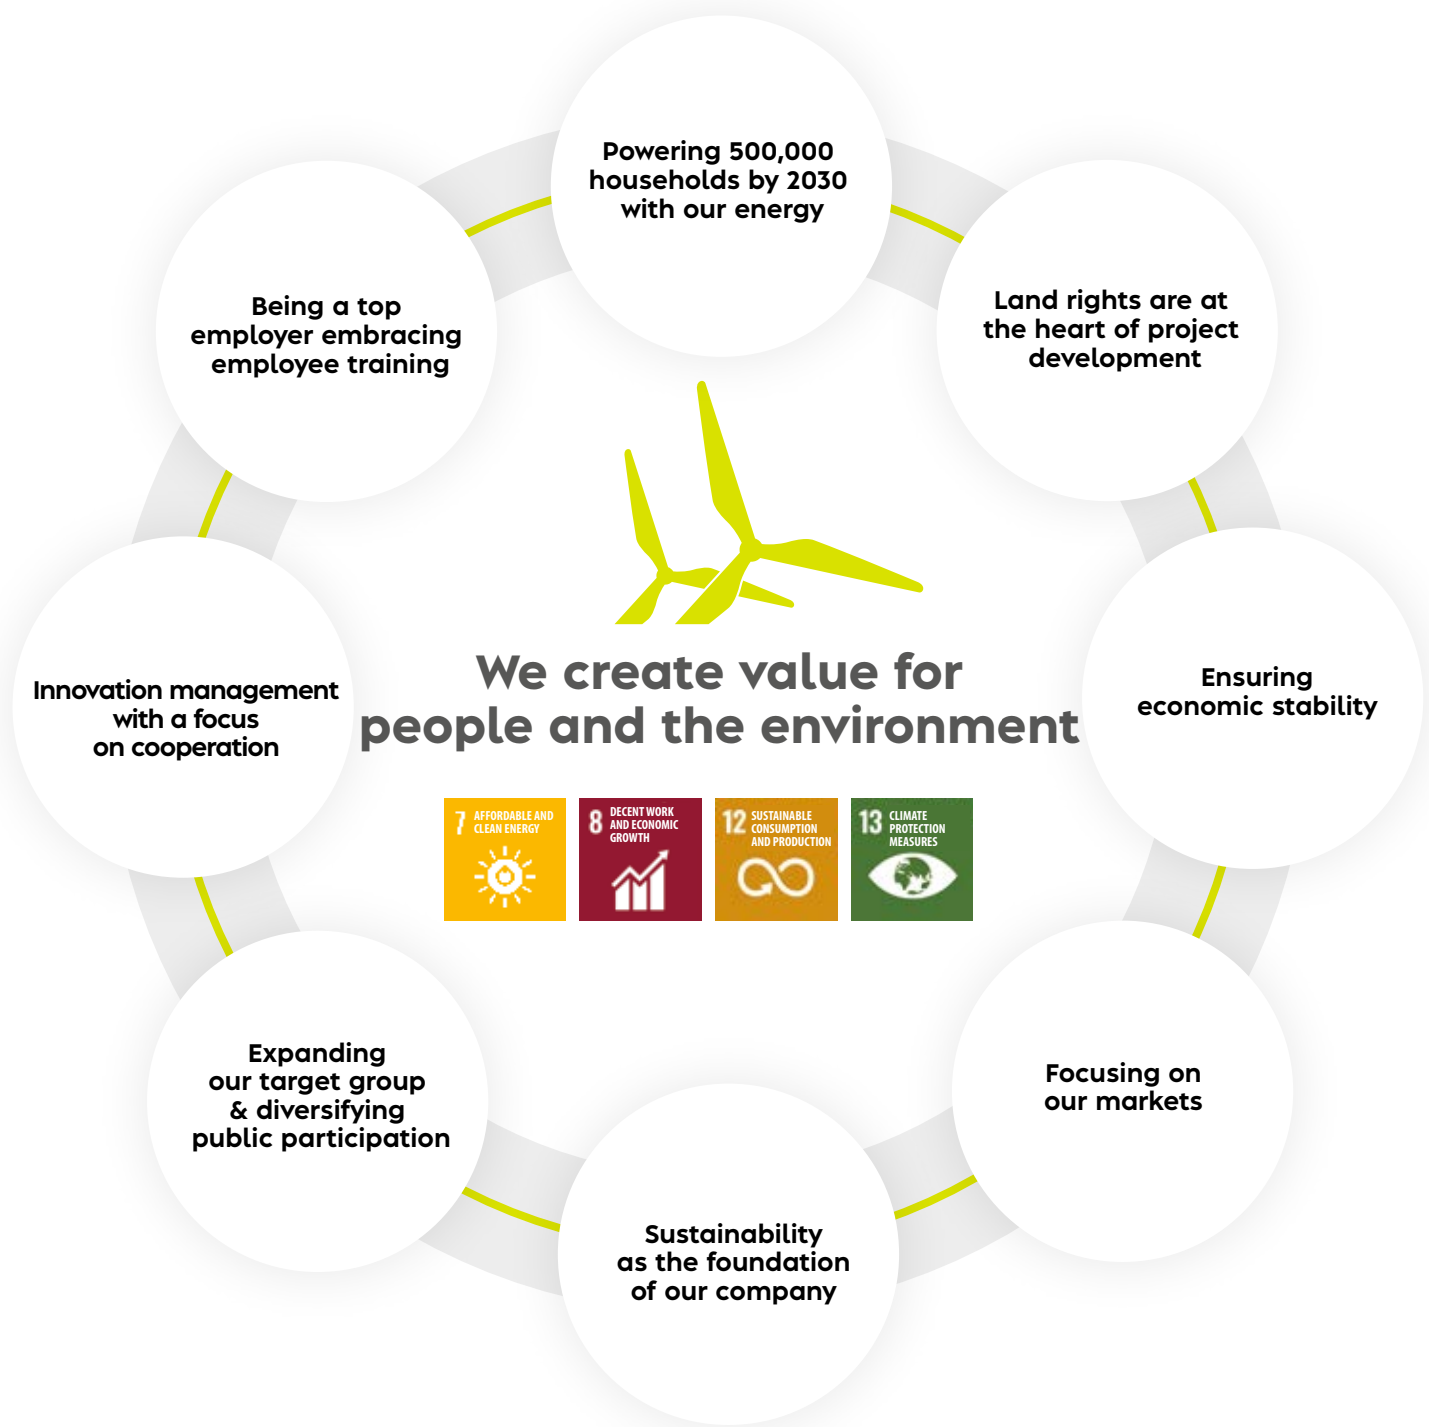 Powering 500,000
households by 2030
with our energy
Land rights are at
the heart of project
development
Ensuring
economic stability
Focusing on
our markets
Sustainability
as the foundation
of our company
Expanding
our target group
& diversifying
public participation
Innovation management
with a focus
on cooperation
Being a top
employer embracing
employee training
We create value for
people and the environment
7 AFFORDABLE AND
CLEAN ENERGY
8 DECENT WORK
AND ECONOMIC
GROWTH
12 SUSTAINABLE
CONSUMPTION
AND PRODUCTION
13 CLIMATE
PROTECTION
MEASURES